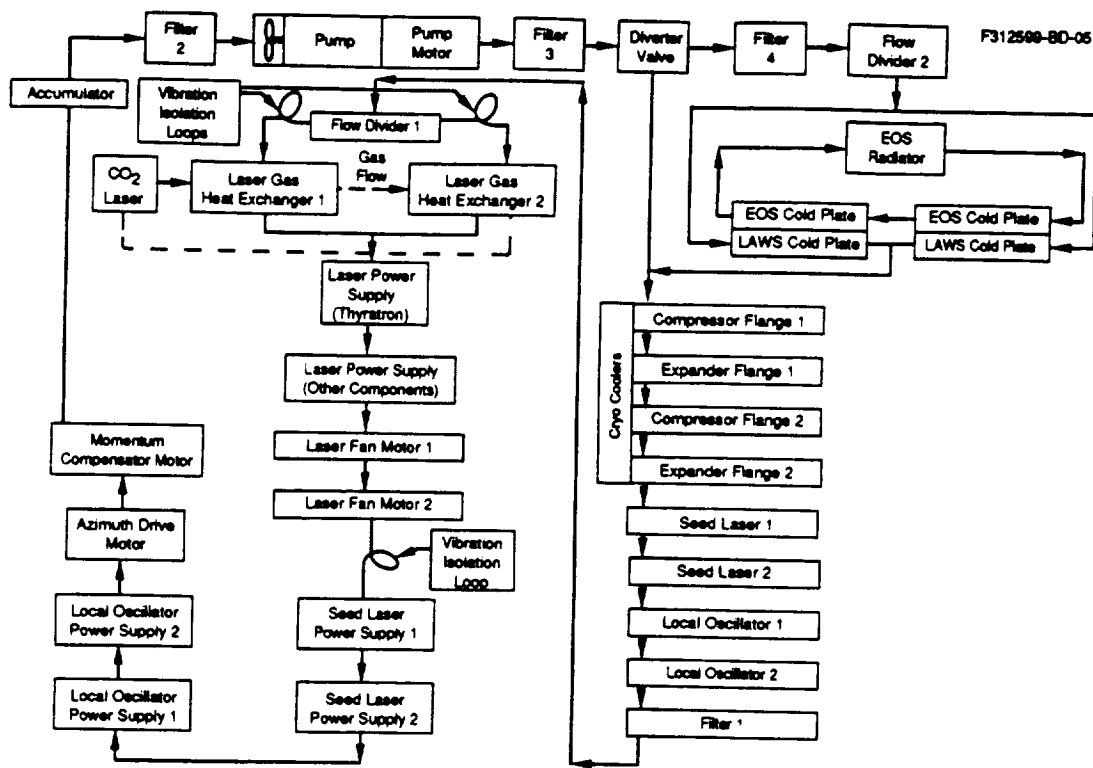 F312599-BD-05
Filter
2
Pump
Pump
Motor
Filter
3
Diverter
Valve
Filter
4
Flow
Divider 2
Accumulator
Vibration
Isolation
Loops
Flow Divider 1
EOS
Radiator
CO2
Laser
Laser Gas
Heat Exchanger 1
Gas
Flow
Laser Gas
Heat Exchanger 2
EOS Cold Plate
EOS Cold Plate
LAWS Cold Plate
LAWS Cold Plate
Laser Power
Supply
(Thyratron)
Laser Power Supply
(Other Components)
Laser Fan Motor 1
Laser Fan Motor 2
Vibration
Isolation
Loop
Seed Laser
Power Supply 1
Seed Laser
Power Supply 2
Momentum
Compensator Motor
Azimuth Drive
Motor
Local Oscillator
Power Supply 2
Local Oscillator
Power Supply 1
Cryo Coolers
Compressor Flange 1
Expander Flange 1
Compressor Flange 2
Expander Flange 2
Seed Laser 1
Seed Laser 2
Local Oscillator 1
Local Oscillator 2
Filter 1